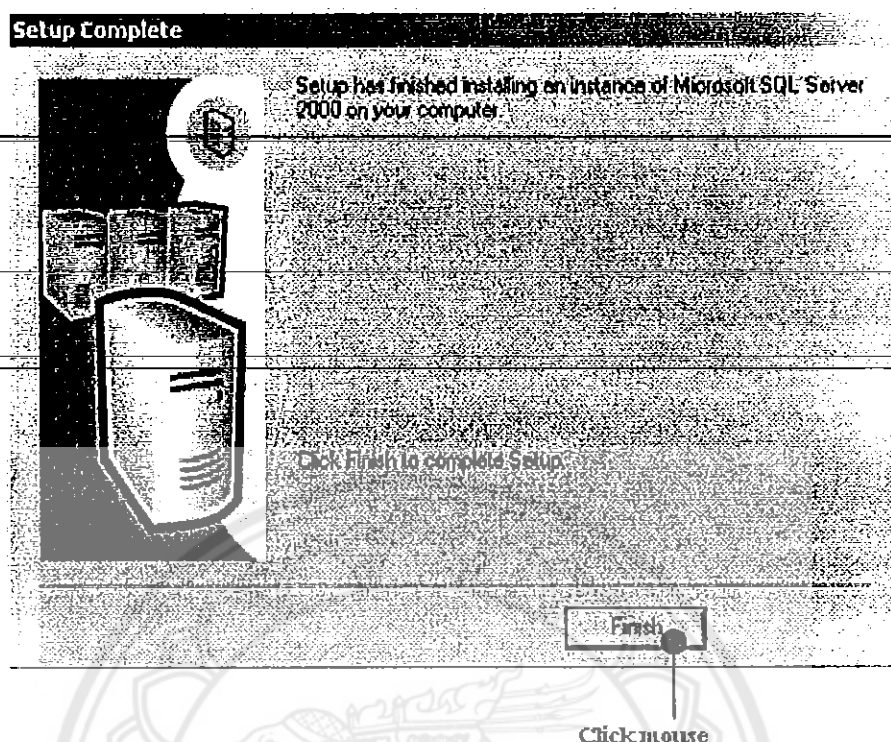 Setup Complete
Setup has finished installing an instance of Microsoft SQL Server
2000 on your computer.
Click Finish to complete Setup.
Finish
Click mouse